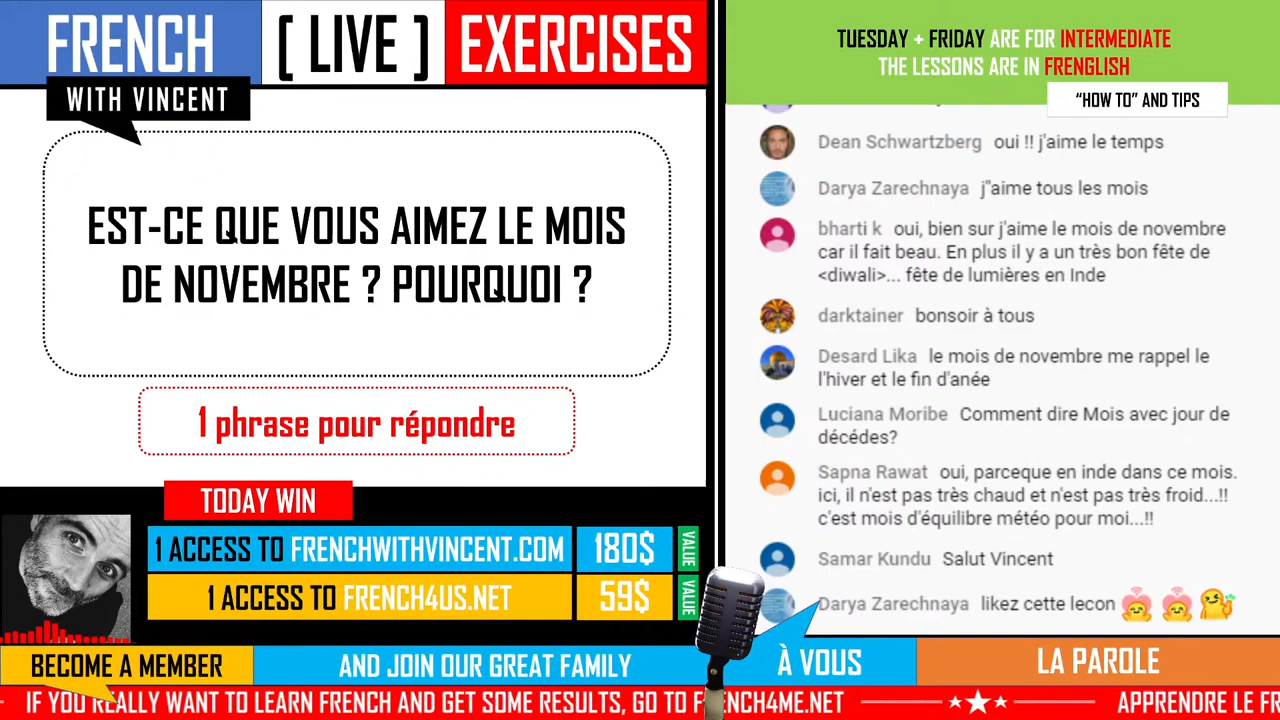 FRENCH
[ LIVE ]
EXERCISES
WITH VINCENT
EST-CE QUE VOUS AIMEZ LE MOIS
DE NOVEMBRE ? POURQUOI ?
1 phrase pour répondre
TODAY WIN
1 ACCESS TO FRENCHWITHVINCENT.COM 180$ VALUE
1 ACCESS TO FRENCH4US.NET 59$ VALUE
BECOME A MEMBER
AND JOIN OUR GREAT FAMILY
TUESDAY + FRIDAY ARE FOR INTERMEDIATE
THE LESSONS ARE IN FRENGLISH
“HOW TO” AND TIPS
Dean Schwartzberg oui !! j'aime le temps
Darya Zarechnaya j"aime tous les mois
bharti k oui, bien sur j'aime le mois de novembre
car il fait beau. En plus il y a un très bon fête de
<diwali>... fête de lumières en Inde
darktainer bonsoir à tous
Desard Lika le mois de novembre me rappel le
l'hiver et le fin d'anée
Luciana Moribe Comment dire Mois avec jour de
décédes?
Sapna Rawat oui, parceque en inde dans ce mois.
ici, il n'est pas très chaud et n'est pas très froid...!!
c'est mois d'équilibre météo pour moi...!!
Samar Kundu Salut Vincent
Darya Zarechnaya likez cette lecon
À VOUS
LA PAROLE
IF YOU REALLY WANT TO LEARN FRENCH AND GET SOME RESULTS, GO TO FRENCH4ME.NET
APPRENDRE LE FR